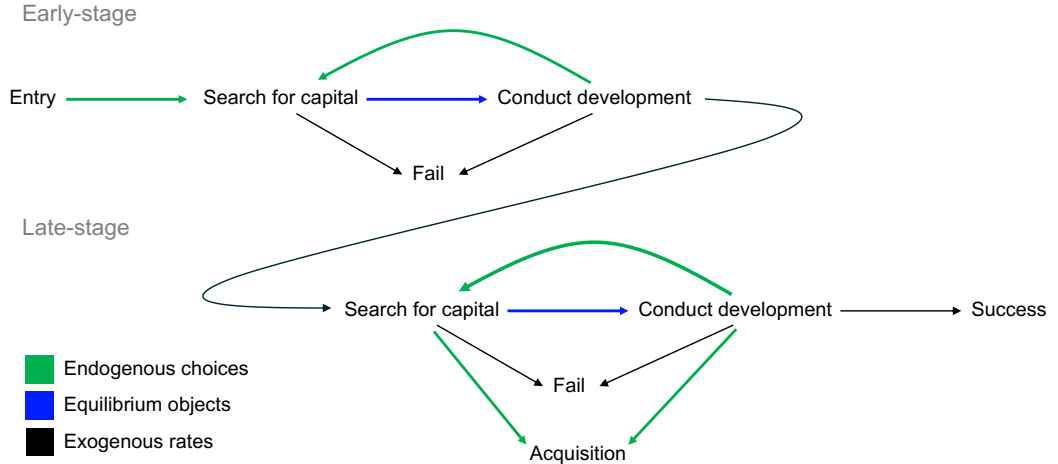 Early-stage
Entry
Search for capital
Conduct development
Fail
Late-stage
Search for capital
Conduct development
Success
Endogenous choices
Fail
Equilibrium objects
Exogenous rates
Acquisition